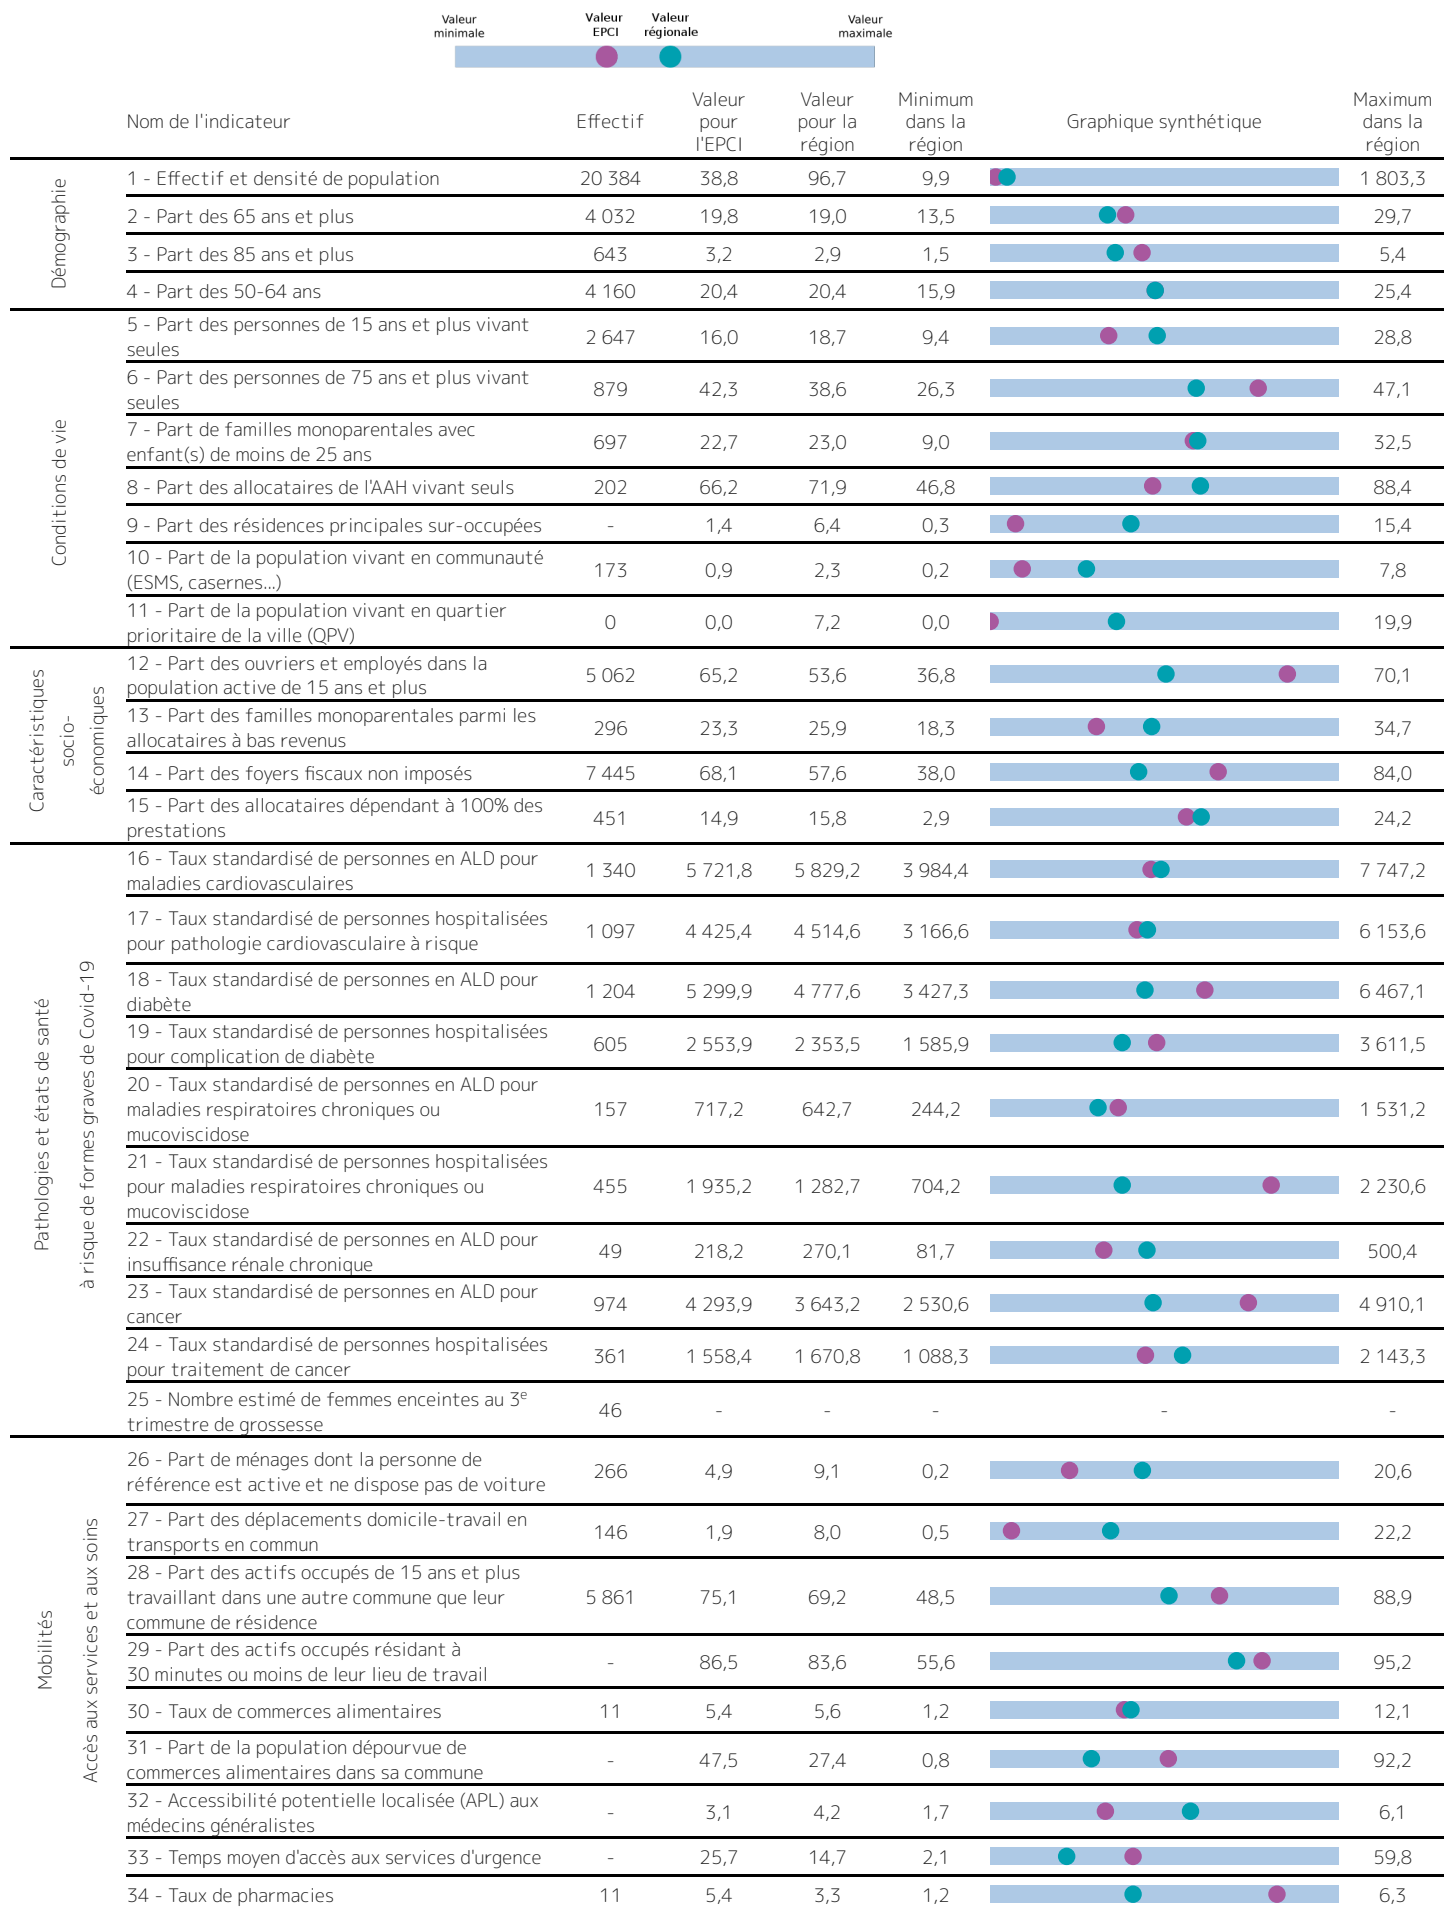 Valeur minimale
Valeur EPCI
Valeur régionale
Valeur maximale
Nom de l'indicateur
Effectif
Valeur pour l'EPCI
Valeur pour la région
Minimum dans la région
Graphique synthétique
Maximum dans la région
Démographie
1 - Effectif et densité de population 20 384 38,8 96,7 9,9 1 803,3
2 - Part des 65 ans et plus 4 032 19,8 19,0 13,5 29,7
3 - Part des 85 ans et plus 643 3,2 2,9 1,5 5,4
4 - Part des 50-64 ans 4 160 20,4 20,4 15,9 25,4
Conditions de vie
5 - Part des personnes de 15 ans et plus vivant
seules 2 647 16,0 18,7 9,4 28,8
6 - Part des personnes de 75 ans et plus vivant
seules 879 42,3 38,6 26,3 47,1
7 - Part de familles monoparentales avec
enfant(s) de moins de 25 ans 697 22,7 23,0 9,0 32,5
8 - Part des allocataires de l'AAH vivant seuls 202 66,2 71,9 46,8 88,4
9 - Part des résidences principales sur-occupées - 1,4 6,4 0,3 15,4
10 - Part de la population vivant en communauté
(ESMS, casernes...) 173 0,9 2,3 0,2 7,8
11 - Part de la population vivant en quartier
prioritaire de la ville (QPV) 0 0,0 7,2 0,0 19,9
Caractéristiques
socio-
économiques
12 - Part des ouvriers et employés dans la
population active de 15 ans et plus 5 062 65,2 53,6 36,8 70,1
13 - Part des familles monoparentales parmi les
allocataires à bas revenus 296 23,3 25,9 18,3 34,7
14 - Part des foyers fiscaux non imposés 7 445 68,1 57,6 38,0 84,0
15 - Part des allocataires dépendant à 100% des
prestations 451 14,9 15,8 2,9 24,2
Pathologies et états de santé
à risque de formes graves de Covid-19
16 - Taux standardisé de personnes en ALD pour
maladies cardiovasculaires 1 340 5 721,8 5 829,2 3 984,4 7 747,2
17 - Taux standardisé de personnes hospitalisées
pour pathologie cardiovasculaire à risque 1 097 4 425,4 4 514,6 3 166,6 6 153,6
18 - Taux standardisé de personnes en ALD pour
diabète 1 204 5 299,9 4 777,6 3 427,3 6 467,1
19 - Taux standardisé de personnes hospitalisées
pour complication de diabète 605 2 553,9 2 353,5 1 585,9 3 611,5
20 - Taux standardisé de personnes en ALD pour
maladies respiratoires chroniques ou
mucoviscidose 157 717,2 642,7 244,2 1 531,2
21 - Taux standardisé de personnes hospitalisées
pour maladies respiratoires chroniques ou
mucoviscidose 455 1 935,2 1 282,7 704,2 2 230,6
22 - Taux standardisé de personnes en ALD pour
insuffisance rénale chronique 49 218,2 270,1 81,7 500,4
23 - Taux standardisé de personnes en ALD pour
cancer 974 4 293,9 3 643,2 2 530,6 4 910,1
24 - Taux standardisé de personnes hospitalisées
pour traitement de cancer 361 1 558,4 1 670,8 1 088,3 2 143,3
25 - Nombre estimé de femmes enceintes au 3e
trimestre de grossesse 46 - - - - -
Mobilités
Accès aux services et aux soins
26 - Part de ménages dont la personne de
référence est active et ne dispose pas de voiture 266 4,9 9,1 0,2 20,6
27 - Part des déplacements domicile-travail en
transports en commun 146 1,9 8,0 0,5 22,2
28 - Part des actifs occupés de 15 ans et plus
travaillant dans une autre commune que leur
commune de résidence 5 861 75,1 69,2 48,5 88,9
29 - Part des actifs occupés résidant à
30 minutes ou moins de leur lieu de travail - 86,5 83,6 55,6 95,2
30 - Taux de commerces alimentaires 11 5,4 5,6 1,2 12,1
31 - Part de la population dépourvue de
commerces alimentaires dans sa commune - 47,5 27,4 0,8 92,2
32 - Accessibilité potentielle localisée (APL) aux
médecins généralistes - 3,1 4,2 1,7 6,1
33 - Temps moyen d'accès aux services d'urgence - 25,7 14,7 2,1 59,8
34 - Taux de pharmacies 11 5,4 3,3 1,2 6,3